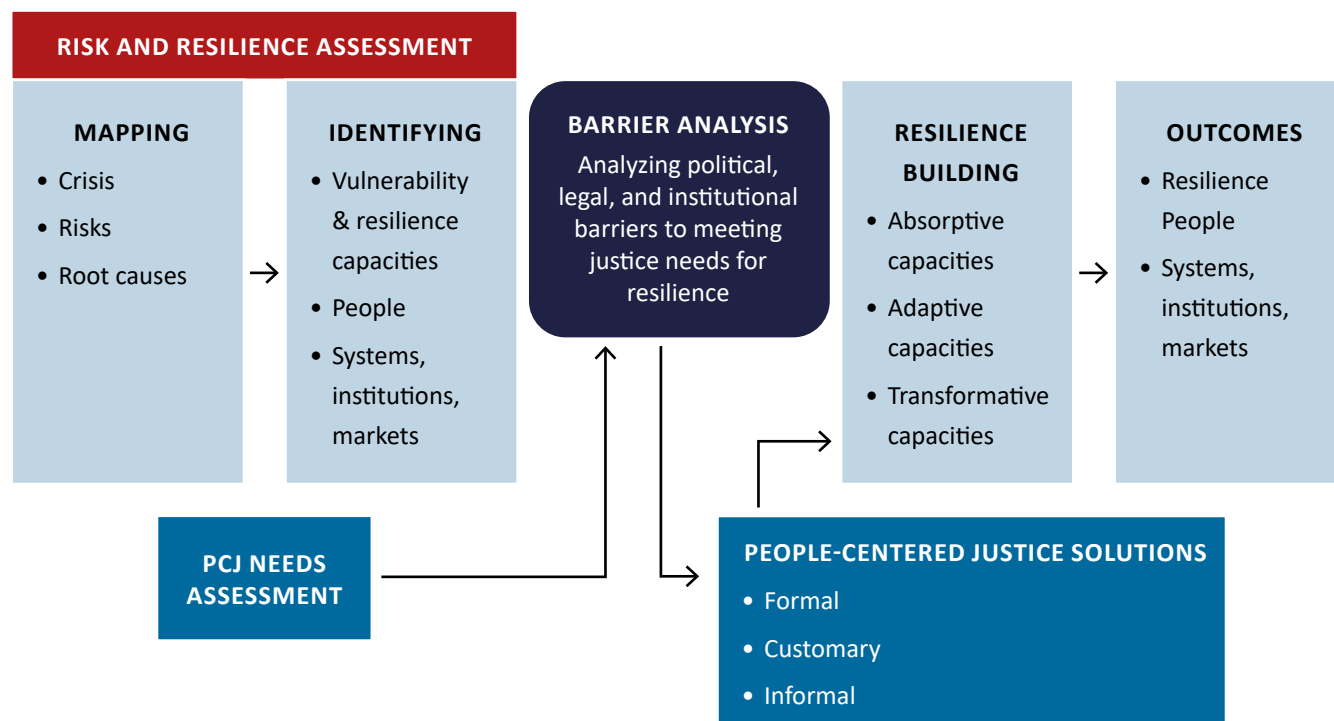 RISK AND RESILIENCE ASSESSMENT
MAPPING
• Crisis
• Risks
• Root causes
IDENTIFYING
• Vulnerability
& resilience
capacities
• People
• Systems,
institutions,
markets
BARRIER ANALYSIS
Analyzing political,
legal, and institutional
barriers to meeting
justice needs for
resilience
RESILIENCE
BUILDING
• Absorptive
capacities
• Adaptive
capacities
• Transformative
capacities
OUTCOMES
• Resilience
People
• Systems,
institutions,
markets
PCJ NEEDS
ASSESSMENT
PEOPLE-CENTERED JUSTICE SOLUTIONS
• Formal
• Customary
• Informal